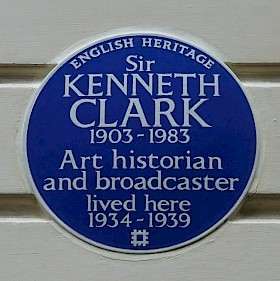 ENGLISH HERITAGE
Sir
KENNETH
CLARK
1903-1983
Art historian
and broadcaster
lived here
1934-1939